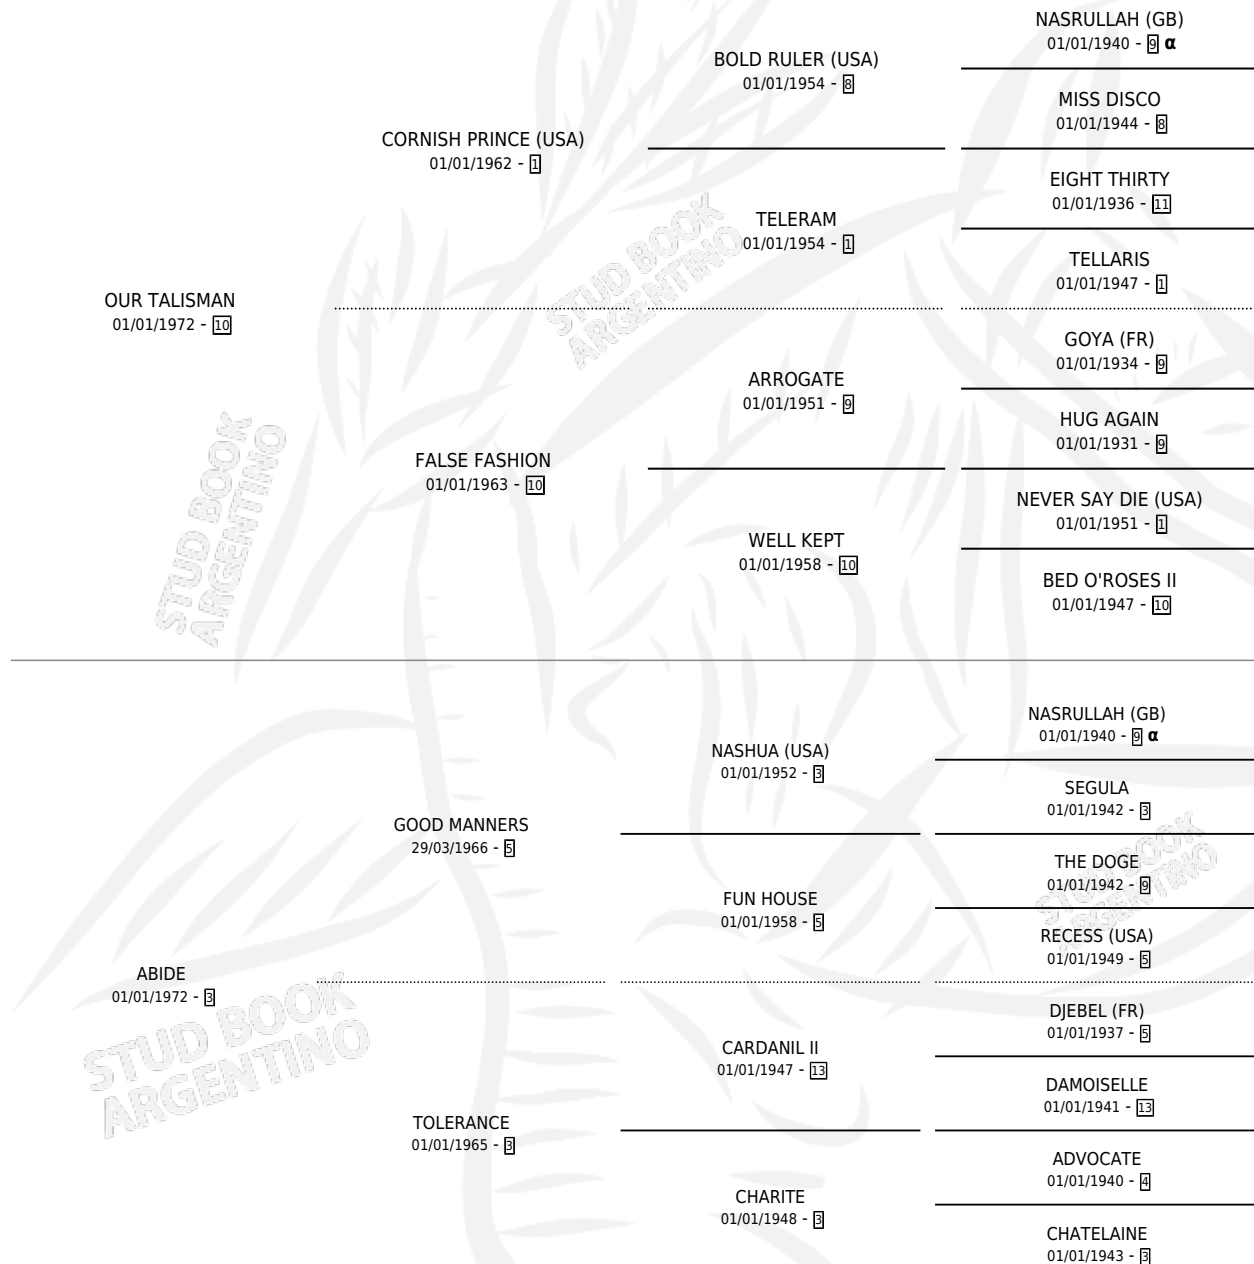 NASRULLAH (GB)
01/01/1940 - 9 α
BOLD RULER (USA)
01/01/1954 - 8
MISS DISCO
01/01/1944 - 8
CORNISH PRINCE (USA)
01/01/1962 - 1
EIGHT THIRTY
01/01/1936 - 11
TELERAM
01/01/1954 - 1
TELLARIS
01/01/1947 - 1
OUR TALISMAN
01/01/1972 - 10
GOYA (FR)
01/01/1934 - 9
ARROGATE
01/01/1951 - 9
HUG AGAIN
01/01/1931 - 9
FALSE FASHION
01/01/1963 - 10
NEVER SAY DIE (USA)
01/01/1951 - 1
WELL KEPT
01/01/1958 - 10
BED O'ROSES II
01/01/1947 - 10
STUD BOOK
ARGENTINO
STUD BOOK
ARGENTINO
NASRULLAH (GB)
01/01/1940 - 9 α
NASHUA (USA)
01/01/1952 - 3
SEGULA
01/01/1942 - 3
GOOD MANNERS
29/03/1966 - 5
THE DOGE
01/01/1942 - 9
FUN HOUSE
01/01/1958 - 5
RECESS (USA)
01/01/1949 - 5
STUD BOOK
ARGENTINO
ABIDE
01/01/1972 - 3
DJEBEL (FR)
01/01/1937 - 5
CARDANIL II
01/01/1947 - 13
DAMOISELLE
01/01/1941 - 13
STUD BOOK
ARGENTINO
TOLERANCE
01/01/1965 - 3
ADVOCATE
01/01/1940 - 4
CHARITE
01/01/1948 - 3
CHATELAINE
01/01/1943 - 3